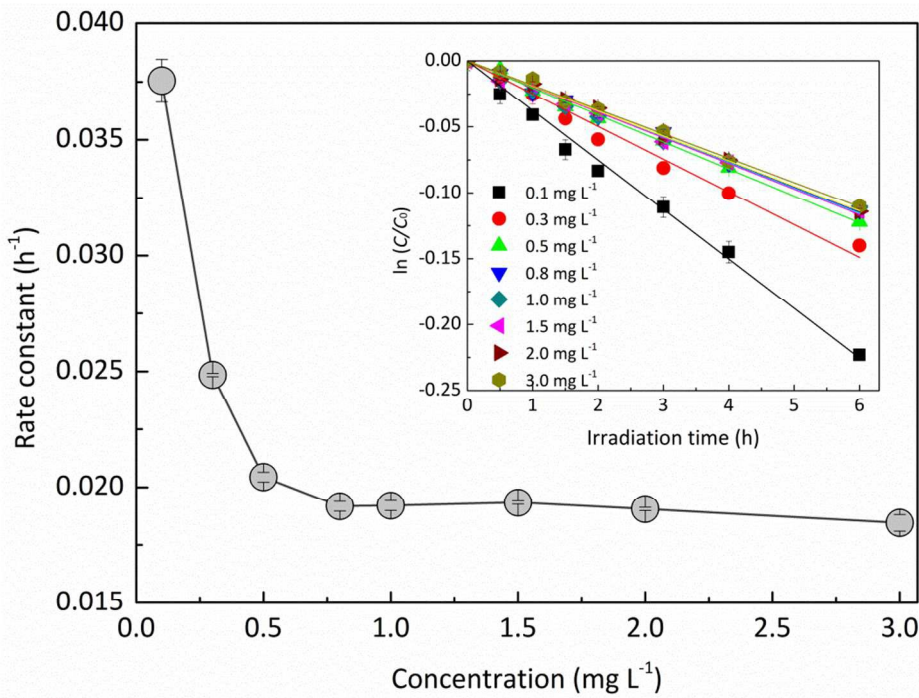 0.040
0.035
0.030
0.025
0.020
0.015
Rate constant (h⁻¹)
0.0 0.5 1.0 1.5 2.0 2.5 3.0
Concentration (mg L⁻¹)
0.00
-0.05
-0.10
-0.15
-0.20
-0.25
ln (C/C₀)
0.1 mg L⁻¹
0.3 mg L⁻¹
0.5 mg L⁻¹
0.8 mg L⁻¹
1.0 mg L⁻¹
1.5 mg L⁻¹
2.0 mg L⁻¹
3.0 mg L⁻¹
0 1 2 3 4 5 6
Irradiation time (h)